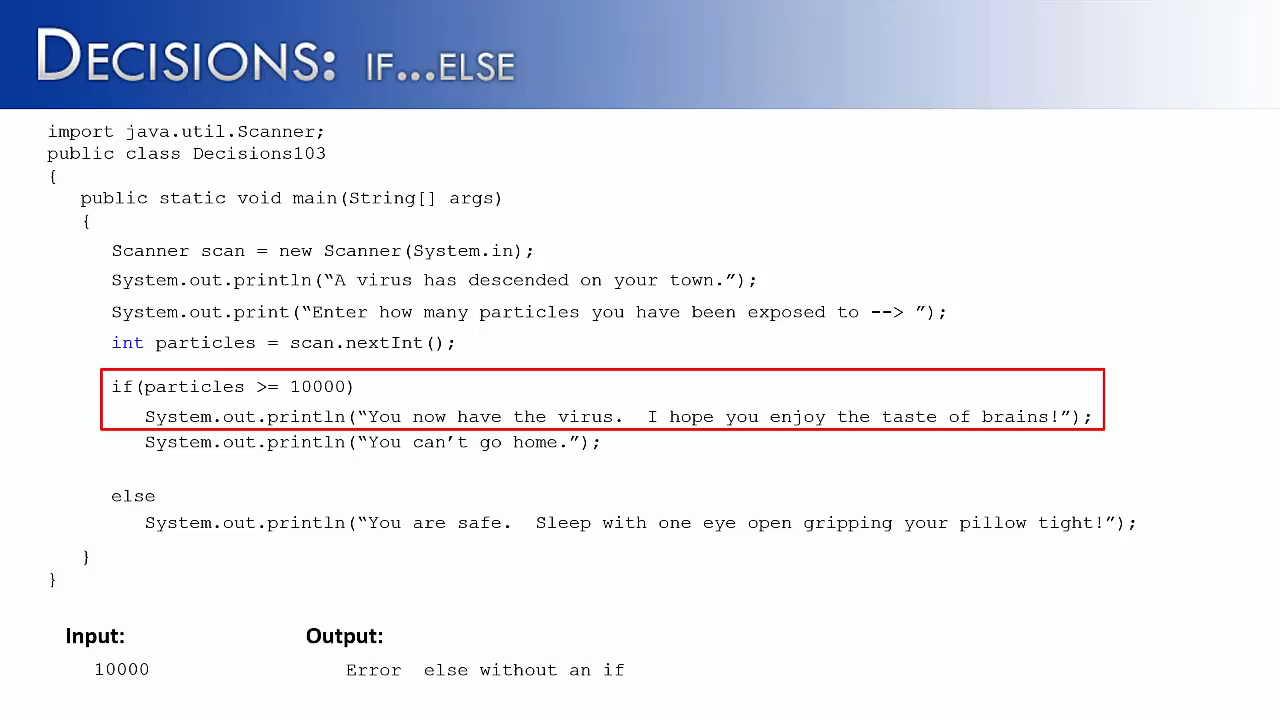 DECISIONS: IF...ELSE
import java.util.Scanner;
public class Decisions103
{
public static void main(String[] args)
{
Scanner scan = new Scanner(System.in);
System.out.println(“A virus has descended on your town.”);
System.out.print(“Enter how many particles you have been exposed to --> ”);
int particles = scan.nextInt();
if(particles >= 10000)
System.out.println(“You now have the virus.  I hope you enjoy the taste of brains!”);
System.out.println(“You can’t go home.”);
else
System.out.println(“You are safe.  Sleep with one eye open gripping your pillow tight!”);
}
}
Input: Output:
10000 Error  else without an if